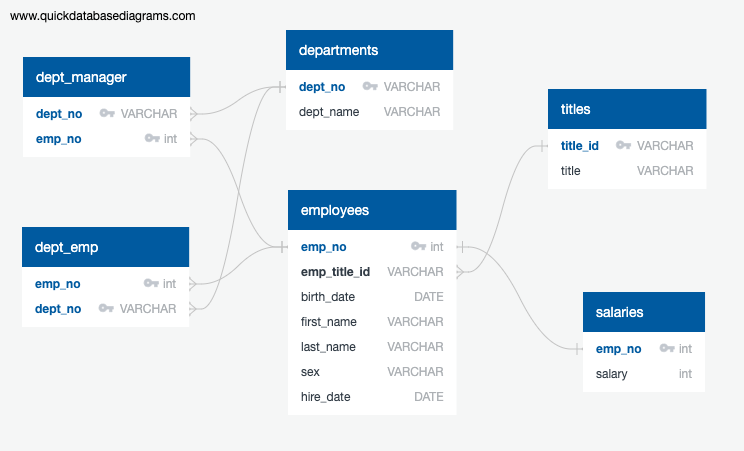 www.quickdatabasediagrams.com
dept_manager
dept_no VARCHAR
emp_no int
departments
dept_no VARCHAR
dept_name VARCHAR
titles
title_id VARCHAR
title VARCHAR
employees
emp_no int
emp_title_id VARCHAR
birth_date DATE
first_name VARCHAR
last_name VARCHAR
sex VARCHAR
hire_date DATE
dept_emp
emp_no int
dept_no VARCHAR
salaries
emp_no int
salary int